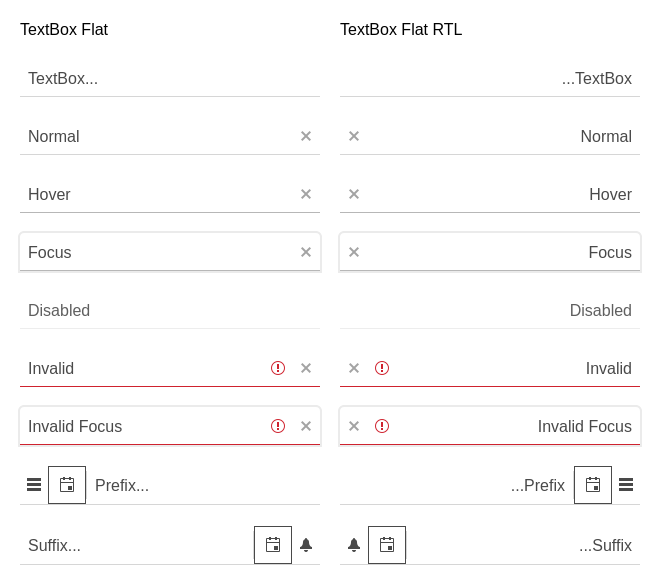 TextBox Flat
TextBox...
Normal
Hover
Focus
Disabled
Invalid
Invalid Focus
Prefix...
Suffix...
TextBox Flat RTL
...TextBox
Normal
Hover
Focus
Disabled
Invalid
Invalid Focus
...Prefix
...Suffix